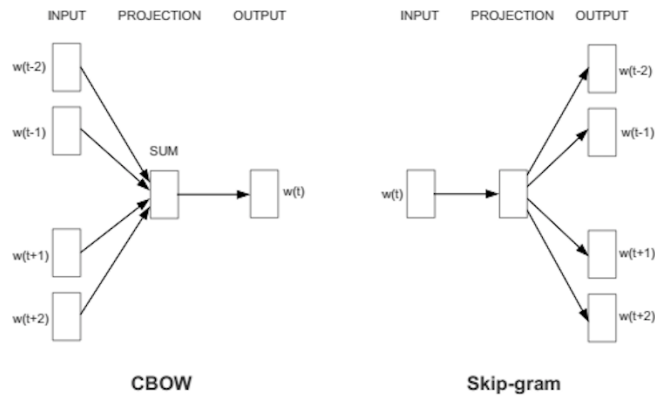 INPUT PROJECTION OUTPUT
w(t-2)
w(t-1)
SUM
w(t)
w(t+1)
w(t+2)
CBOW
INPUT PROJECTION OUTPUT
w(t-2)
w(t-1)
w(t)
w(t+1)
w(t+2)
Skip-gram